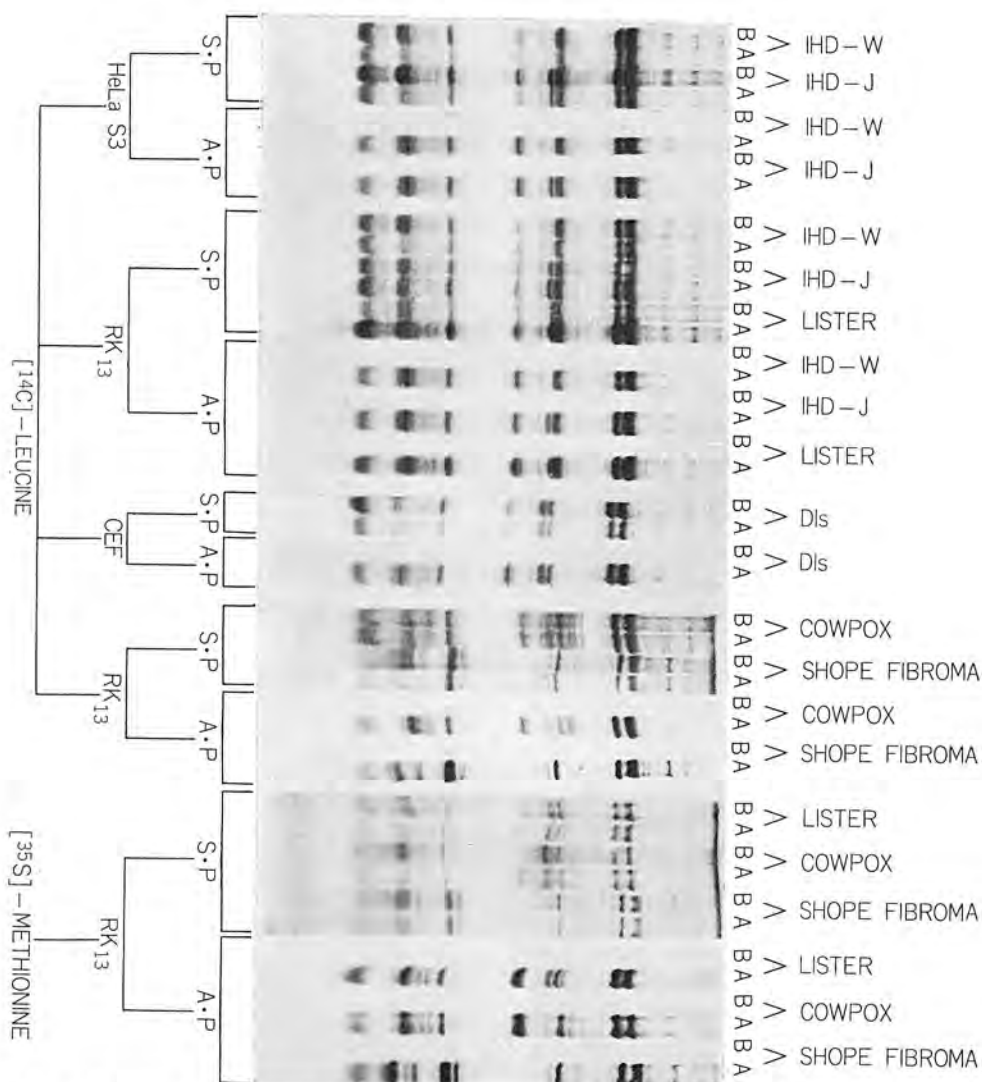 B A > IHD-W
B A > IHD-J
B A > IHD-W
B A > IHD-J
B A > IHD-W
B A > IHD-J
B A > LISTER
B A > IHD-W
B A > IHD-J
B A > LISTER
B A > DIs
B A > DIs
B A > COWPOX
B A > SHOPE FIBROMA
B A > COWPOX
B A > SHOPE FIBROMA
B A > LISTER
B A > COWPOX
B A > SHOPE FIBROMA
B A > LISTER
B A > COWPOX
B A > SHOPE FIBROMA
S·P
A·P
S·P
A·P
S·P
A·P
S·P
A·P
S·P
A·P
HeLa S3
RK13
CEF
RK13
RK13
[14C]-LEUCINE
[35S]-METHIONINE